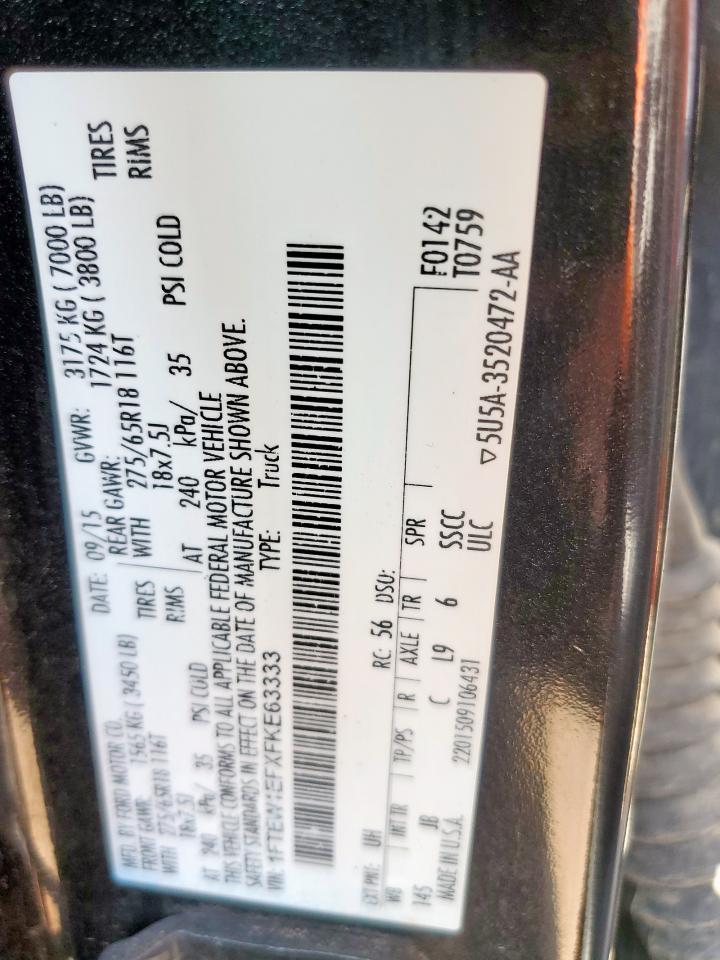 MFD. BY FORD MOTOR CO. DATE: 09/15 GVWR: 3175 KG ( 7000 LB)
FRONT GAWR: 1565 KG ( 3450 LB) REAR GAWR: 1724 KG ( 3800 LB)
WITH 275/65R18 116T TIRES WITH 275/65R18 116T TIRES
18x7.5J RIMS 18x7.5J RIMS
AT 240 kPa/ 35 PSI COLD AT 240 kPa/ 35 PSI COLD
THIS VEHICLE CONFORMS TO ALL APPLICABLE FEDERAL MOTOR VEHICLE
SAFETY STANDARDS IN EFFECT ON THE DATE OF MANUFACTURE SHOWN ABOVE.
VIN: 1FTEW1EFXFKE63333 TYPE: Truck
EXT PNT: UH RC: 56 DSO: F0142
WB INT TR TP/PS R AXLE TR SPR T0759
145 JB C L9 6 SSCC
MADE IN U.S.A. 2201509106431 ULC
▽5U5A-3520472-AA